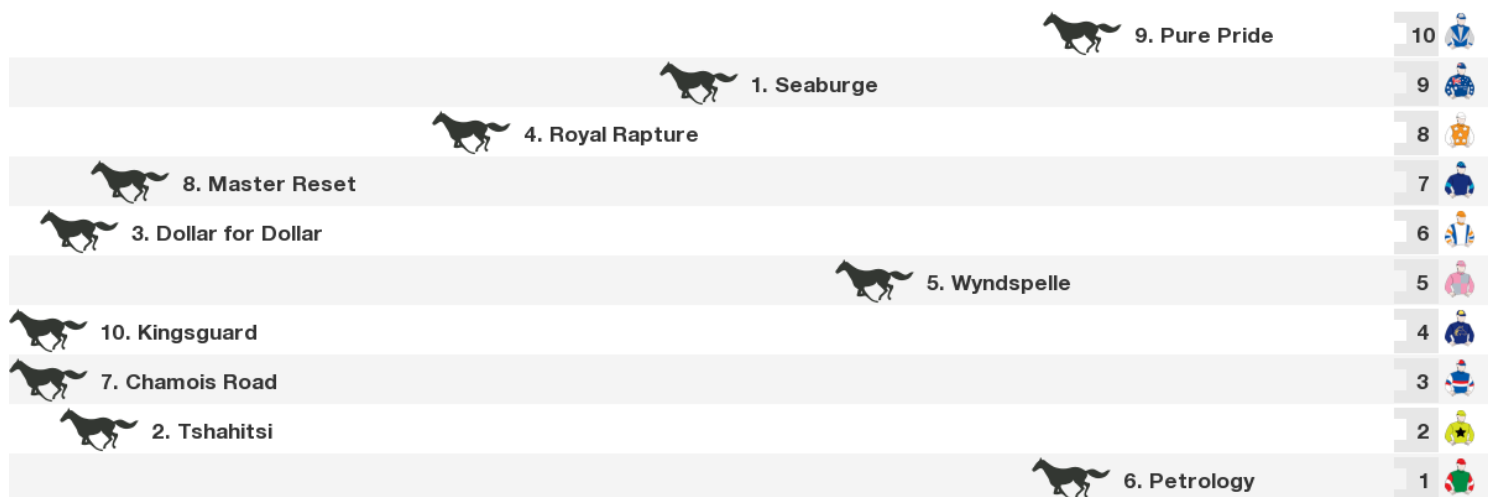 9. Pure Pride 10
1. Seaburge 9
4. Royal Rapture 8
8. Master Reset 7
3. Dollar for Dollar 6
5. Wyndspelle 5
10. Kingsguard 4
7. Chamois Road 3
2. Tshahitsi 2
6. Petrology 1